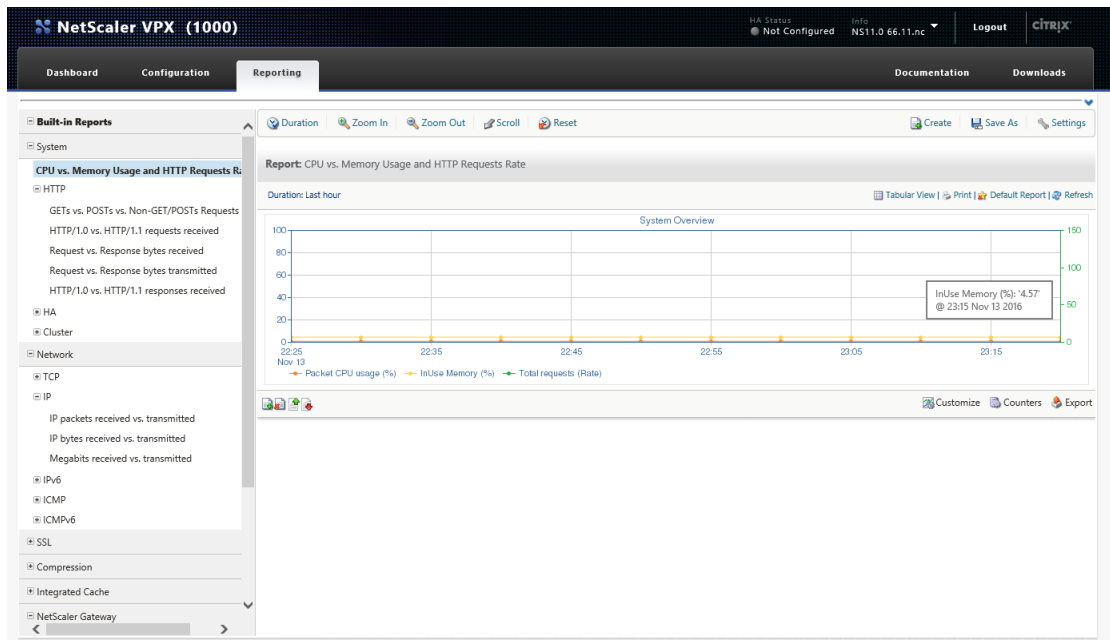 NetScaler VPX (1000)
HA Status
Not Configured
Info
NS11.0 66.11.nc
Logout
CİTRIX
Dashboard
Configuration
Reporting
Documentation
Downloads
Built-in Reports
System
CPU vs. Memory Usage and HTTP Requests Ra
HTTP
GETs vs. POSTs vs. Non-GET/POSTs Requests
HTTP/1.0 vs. HTTP/1.1 requests received
Request vs. Response bytes received
Request vs. Response bytes transmitted
HTTP/1.0 vs. HTTP/1.1 responses received
HA
Cluster
Network
TCP
IP
IP packets received vs. transmitted
IP bytes received vs. transmitted
Megabits received vs. transmitted
IPv6
ICMP
ICMPv6
SSL
Compression
Integrated Cache
NetScaler Gateway
Duration
Zoom In
Zoom Out
Scroll
Reset
Create
Save As
Settings
Report: CPU vs. Memory Usage and HTTP Requests Rate
Duration: Last hour
Tabular View | Print | Default Report | Refresh
System Overview
100
80
60
40
20
0
150
100
50
0
InUse Memory (%): '4.57'
@ 23:15 Nov 13 2016
22:25
Nov 13
22:35
22:45
22:55
23:05
23:15
Packet CPU usage (%)
InUse Memory (%)
Total requests (Rate)
Customize
Counters
Export